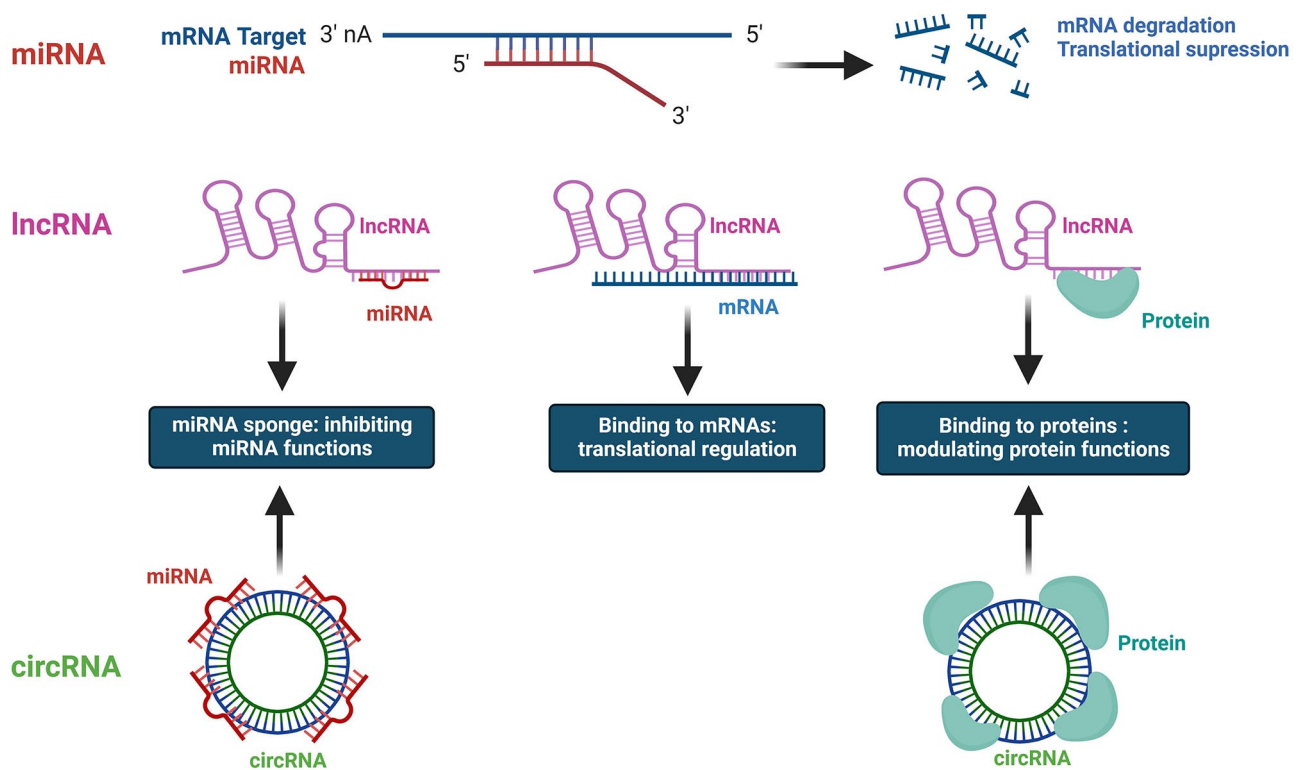 miRNA
mRNA Target
3' nA
5'
miRNA
5'
3'
mRNA degradation
Translational supression
lncRNA
lncRNA
miRNA
lncRNA
mRNA
lncRNA
Protein
miRNA sponge: inhibiting
miRNA functions
Binding to mRNAs:
translational regulation
Binding to proteins :
modulating protein functions
circRNA
miRNA
circRNA
Protein
circRNA